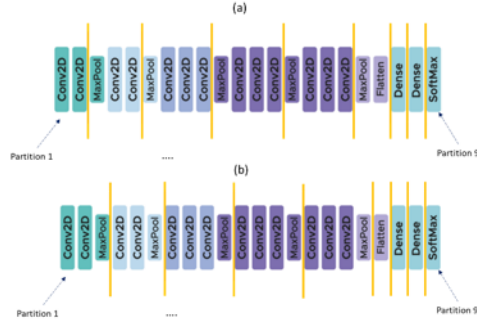 (a)
Conv2D
Conv2D
MaxPool
Conv2D
Conv2D
MaxPool
Conv2D
Conv2D
Conv2D
MaxPool
Conv2D
Conv2D
Conv2D
MaxPool
Conv2D
Conv2D
Conv2D
MaxPool
Flatten
Dense
Dense
SoftMax
Partition 1
....
Partition 9
(b)
Conv2D
Conv2D
MaxPool
Conv2D
Conv2D
MaxPool
Conv2D
Conv2D
Conv2D
MaxPool
Conv2D
Conv2D
Conv2D
MaxPool
Conv2D
Conv2D
Conv2D
MaxPool
Flatten
Dense
Dense
SoftMax
Partition 1
....
Partition 9